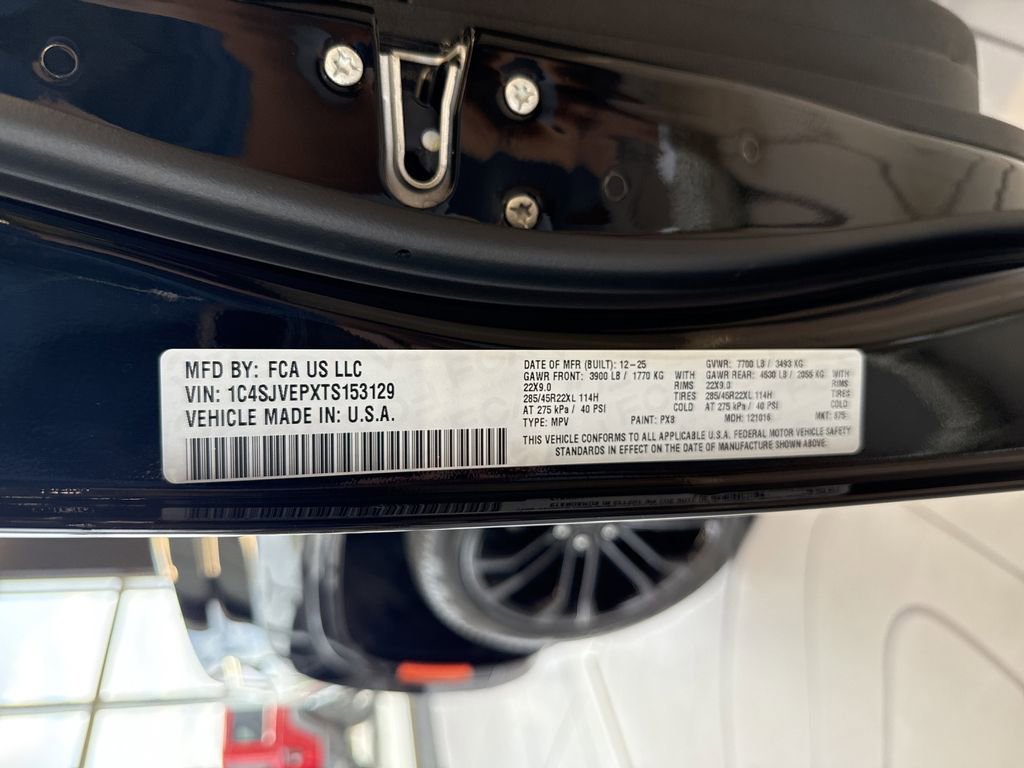 MFD BY: FCA US LLC
VIN: 1C4SJVEPXTS153129
VEHICLE MADE IN: U.S.A.
DATE OF MFR (BUILT): 12-25 GVWR: 7700 LB / 3493 KG
GAWR FRONT: 3900 LB / 1770 KG WITH GAWR REAR: 4530 LB / 2055 KG WITH
22X9.0 RIMS 22X9.0 RIMS
285/45R22XL 114H TIRES 285/45R22XL 114H TIRES
AT 275 kPa / 40 PSI COLD AT 275 kPa / 40 PSI COLD
TYPE: MPV PAINT: PX8 MDH: 121016 MKT: 875
THIS VEHICLE CONFORMS TO ALL APPLICABLE U.S.A. FEDERAL MOTOR VEHICLE SAFETY
STANDARDS IN EFFECT ON THE DATE OF MANUFACTURE SHOWN ABOVE.